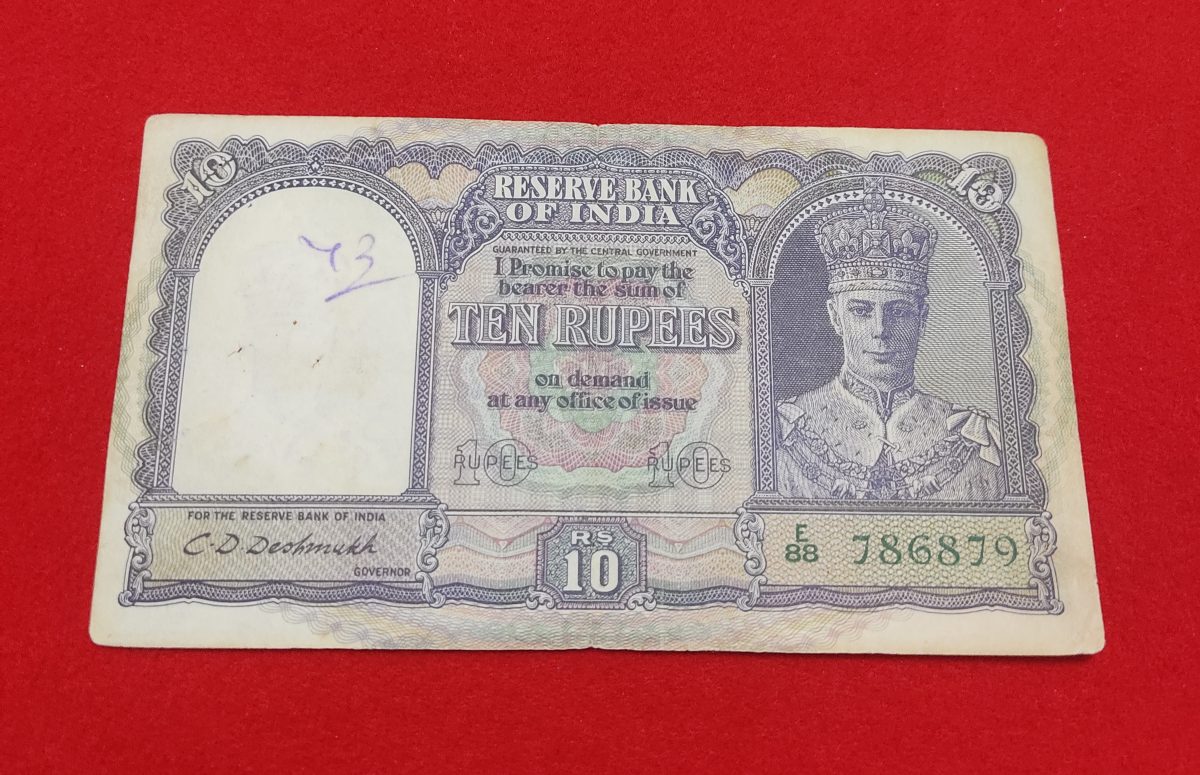 10
10
RESERVE BANK
OF INDIA
GUARANTEED BY THE CENTRAL GOVERNMENT
I Promise to pay the
bearer the sum of
TEN RUPEES
on demand
at any office of issue
10 RUPEES
10 RUPEES
73
FOR THE RESERVE BANK OF INDIA
C.D. Deshmukh
GOVERNOR
RS
10
E
88 786879